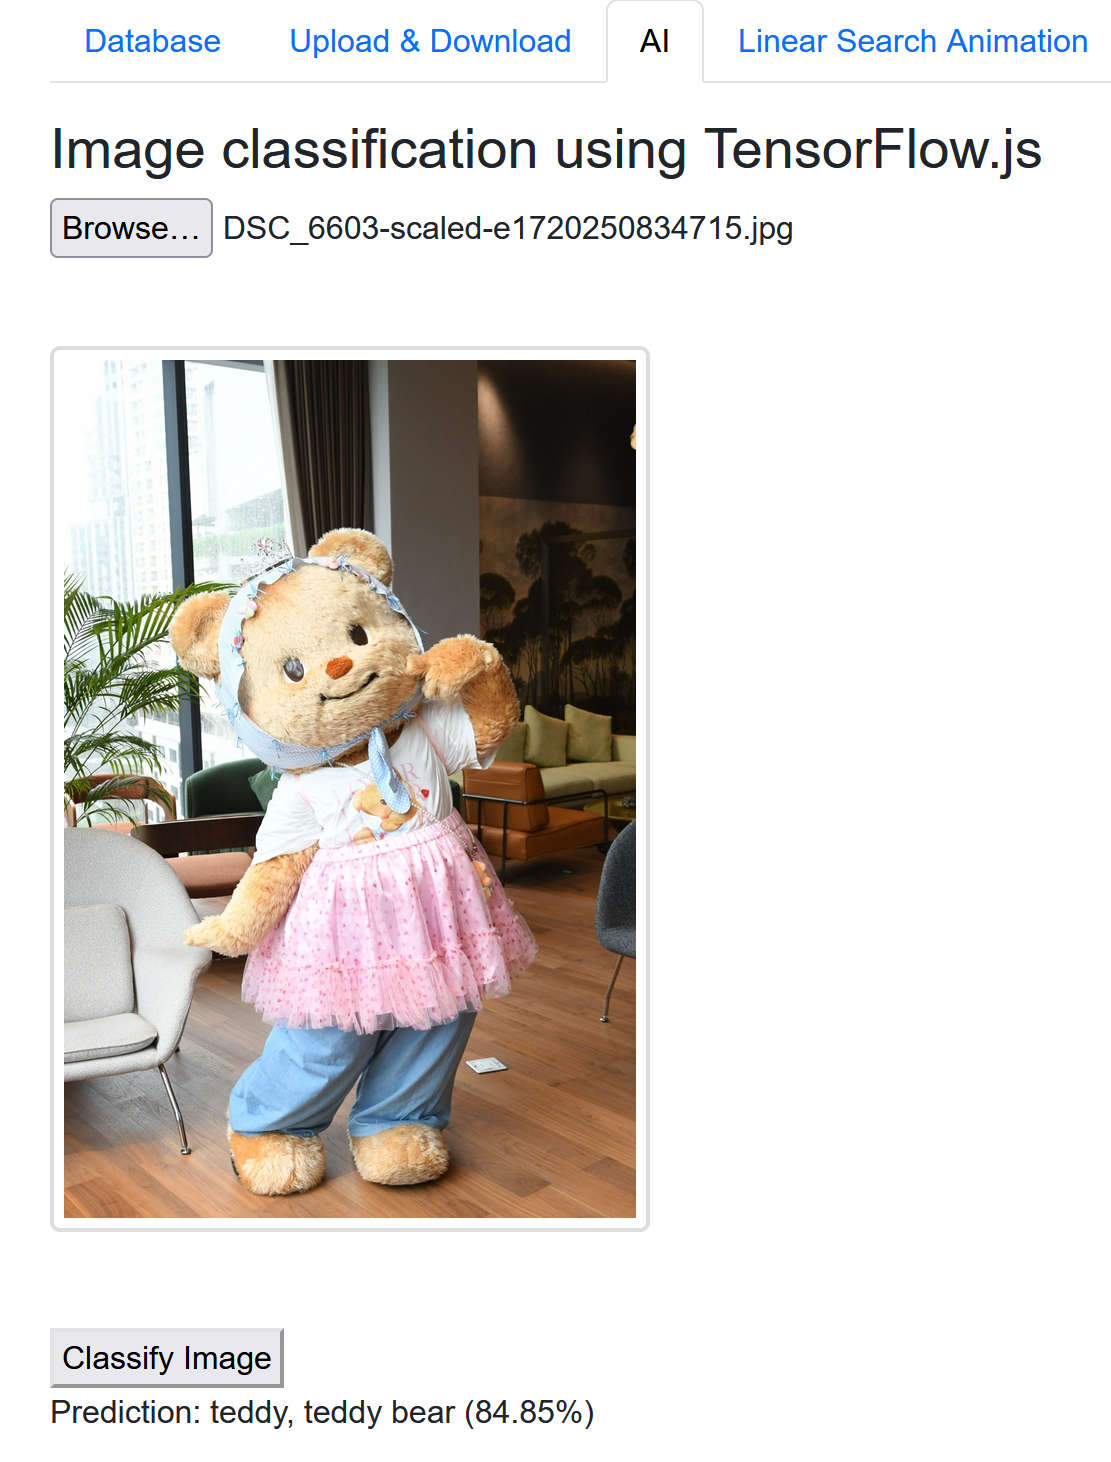 Database Upload & Download AI Linear Search Animation
Image classification using TensorFlow.js
Browse... DSC_6603-scaled-e1720250834715.jpg
Classify Image
Prediction: teddy, teddy bear (84.85%)